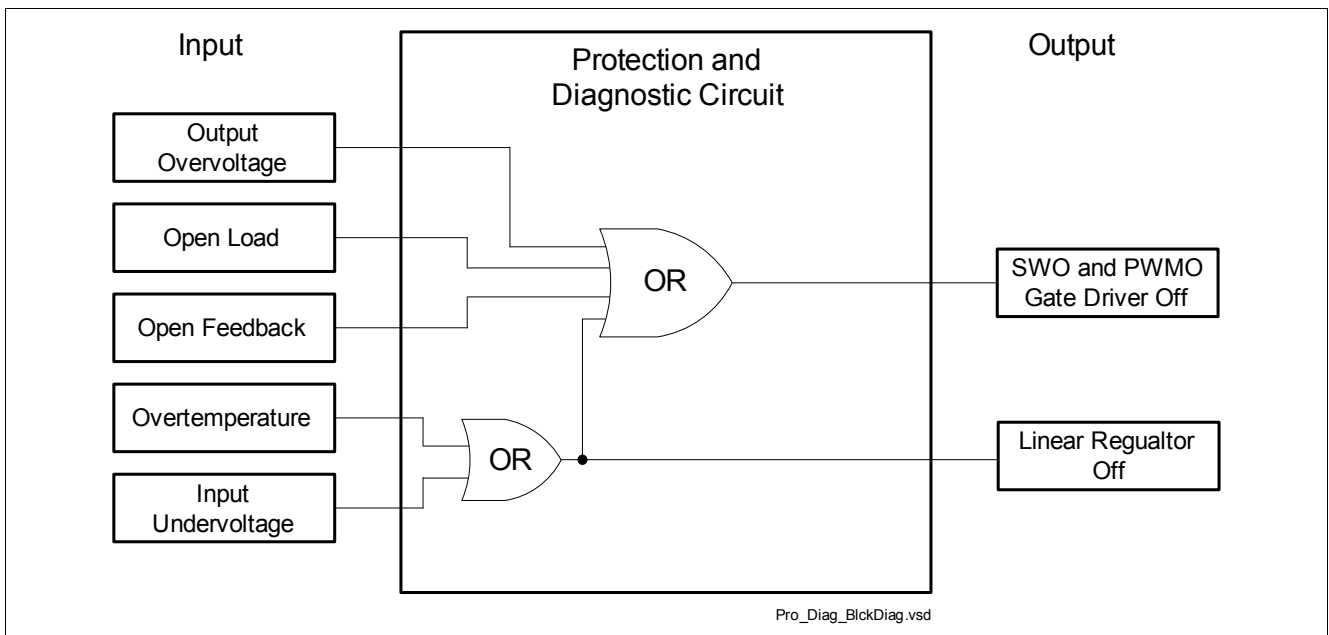 Input
Protection and
Diagnostic Circuit
Output
Output
Overvoltage
Open Load
Open Feedback
Overtemperature
Input
Undervoltage
OR
OR
SWO and PWMO
Gate Driver Off
Linear Regualtor
Off
Pro_Diag_BlckDiag.vsd